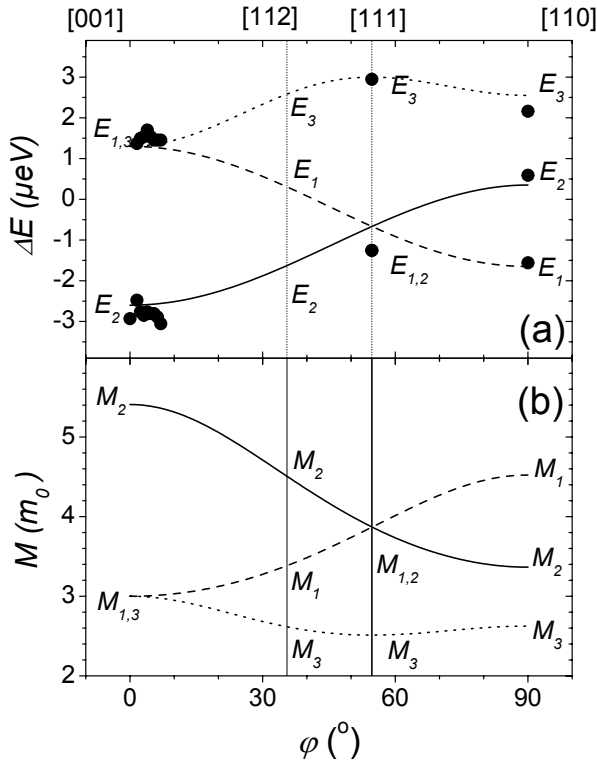 [001] [112] [111] [110]
3
2
1
0
-1
-2
-3
ΔE (μeV)
E1,3
E2
E3
E1
E2
E3
E1,2
E3
E2
E1
(a)
(b)
5
4
3
2
M (m0)
M2
M1,3
M2
M1
M3
M1,2
M3
M1
M2
M3
0 30 60 90
φ (o)